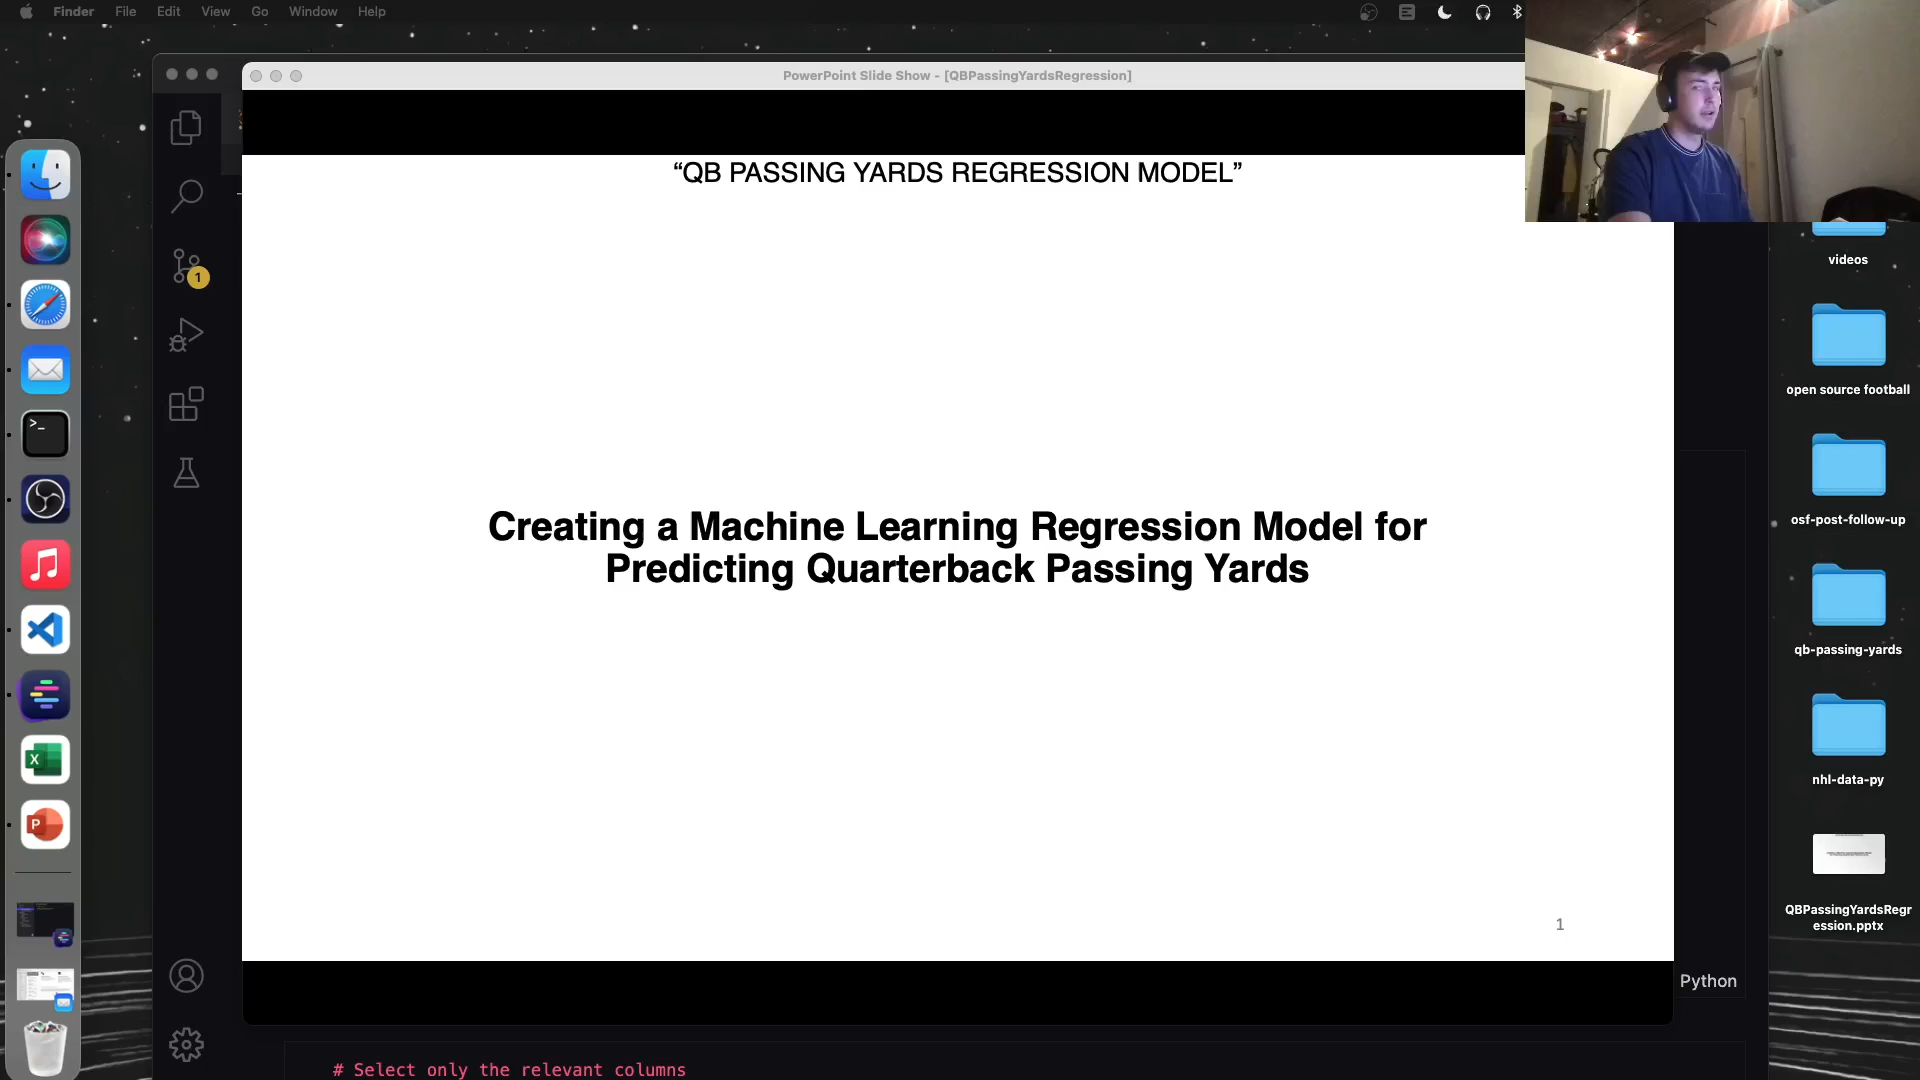 Finder File Edit View Go Window Help
PowerPoint Slide Show - [QBPassingYardsRegression]
“QB PASSING YARDS REGRESSION MODEL”
Creating a Machine Learning Regression Model for
Predicting Quarterback Passing Yards
1
1
videos
open source football
osf-post-follow-up
qb-passing-yards
nhl-data-py
QBPassingYardsRegr
ession.pptx
Python
# Select only the relevant columns